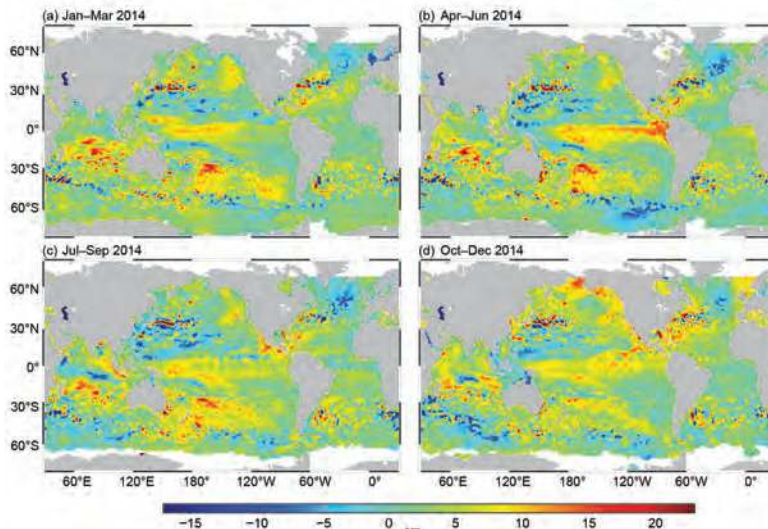 (a) Jan–Mar 2014
(b) Apr–Jun 2014
60°N
30°N
0°
30°S
60°S
(c) Jul–Sep 2014
(d) Oct–Dec 2014
60°N
30°N
0°
30°S
60°S
60°E 120°E 180° 120°W 60°W 0° 60°E 120°E 180° -120°W 60°W 0°
−15 −10 −5 0 5 10 15 20